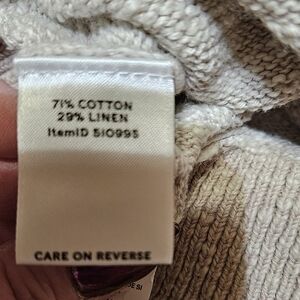 71% COTTON
29% LINEN
ItemID 510995
CARE ON REVERSE